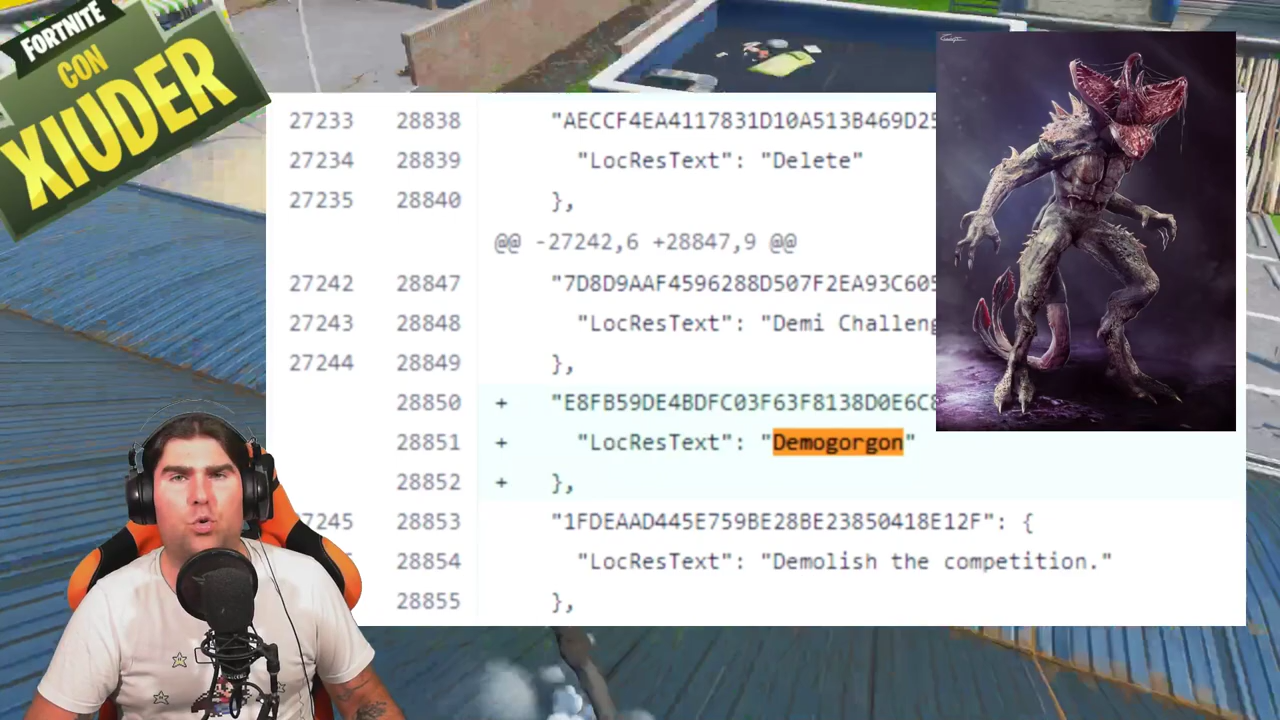 FORTNITE
CON
XIUDER
27233 28838 "AECCF4EA4117831D10A513B469D25
27234 28839 "LocResText": "Delete"
27235 28840 },
@@ -27242,6 +28847,9 @@
27242 28847 "7D8D9AAF4596288D507F2EA93C605
27243 28848 "LocResText": "Demi Challeng
27244 28849 },
28850 + "E8FB59DE4BDFC03F63F8138D0E6C8
28851 + "LocResText": "Demogorgon"
28852 + },
7245 28853 "1FDEAAD445E759BE28BE23850418E12F": {
28854 "LocResText": "Demolish the competition."
28855 },